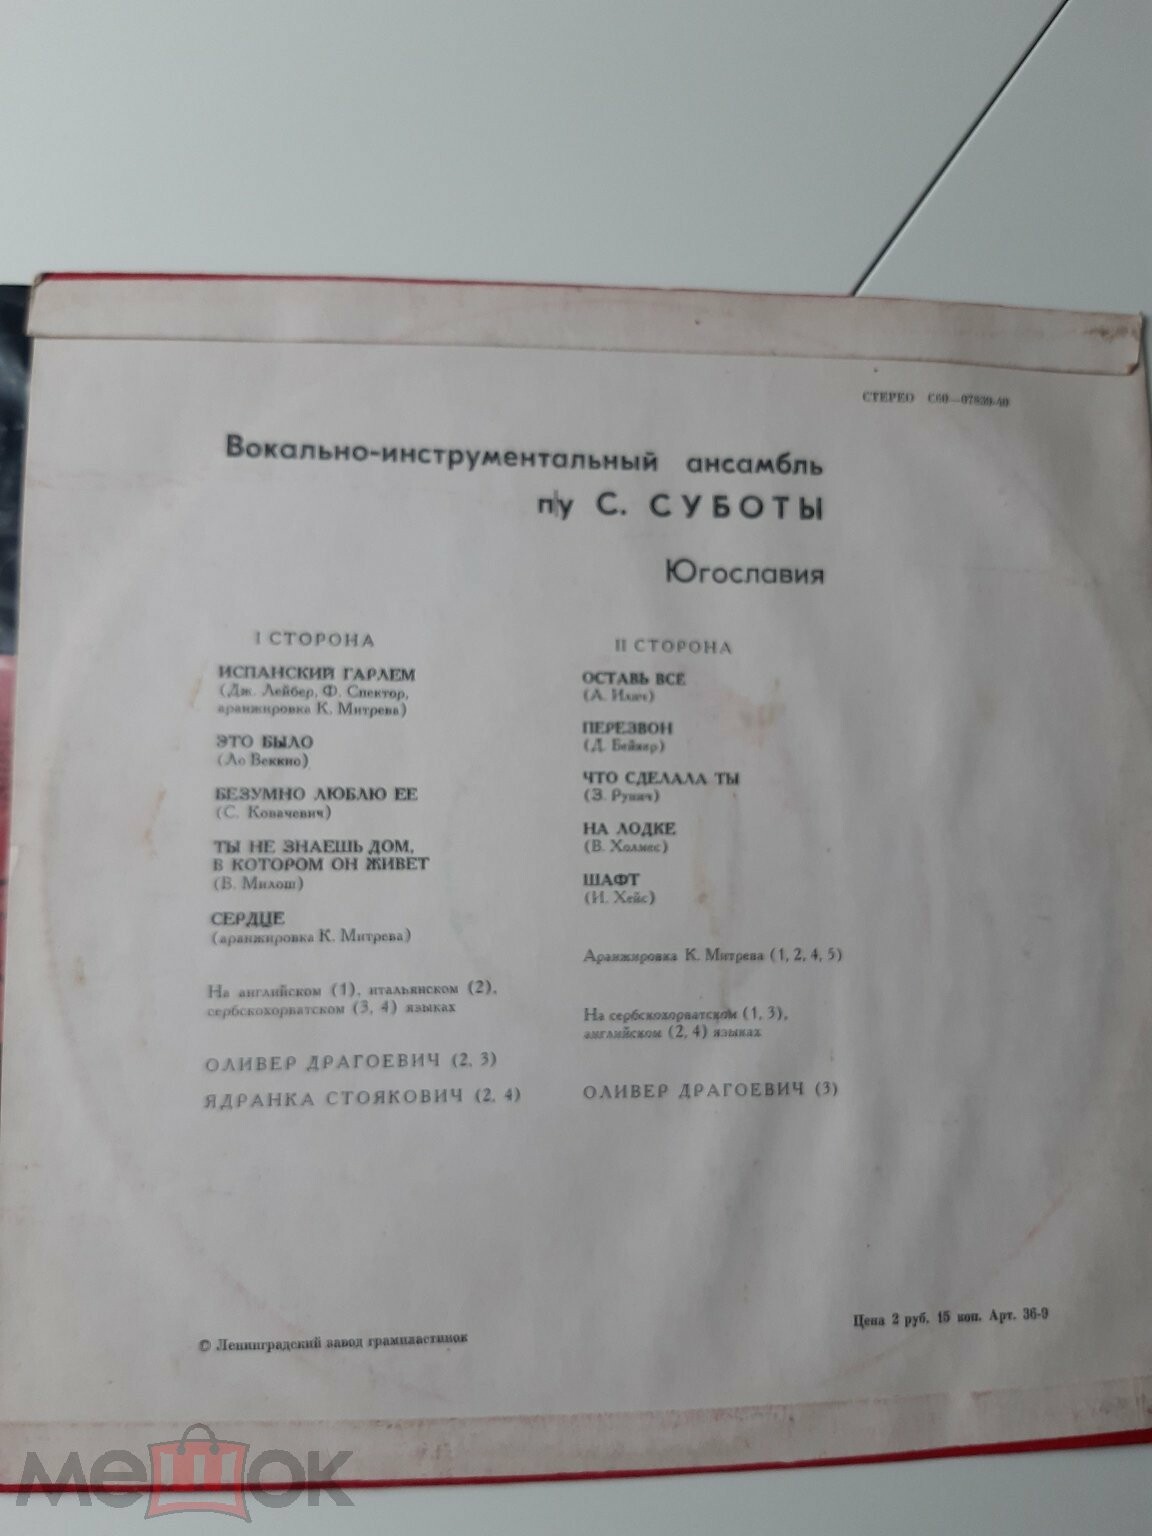 СТЕРЕО С60—07839-40
Вокально-инструментальный ансамбль
п/у С. СУБОТЫ
Югославия
I СТОРОНА
ИСПАНСКИЙ ГАРЛЕМ
(Дж. Лейбер, Ф. Спектор,
аранжировка К. Митрева)
ЭТО БЫЛО
(Ло Веккио)
БЕЗУМНО ЛЮБЛЮ ЕЕ
(С. Ковачевич)
ТЫ НЕ ЗНАЕШЬ ДОМ,
В КОТОРОМ ОН ЖИВЕТ
(В. Милош)
СЕРДЦЕ
(аранжировка К. Митрева)
На английском (1), итальянском (2),
сербскохорватском (3, 4) языках
ОЛИВЕР ДРАГОЕВИЧ (2, 3)
ЯДРАНКА СТОЯКОВИЧ (2, 4)
II СТОРОНА
ОСТАВЬ ВСЕ
(А. Илич)
ПЕРЕЗВОН
(Д. Бейкер)
ЧТО СДЕЛАЛА ТЫ
(З. Рунич)
НА ЛОДКЕ
(В. Холмес)
ШАФТ
(И. Хейс)
Аранжировка К. Митрева (1, 2, 4, 5)
На сербскохорватском (1, 3),
английском (2, 4) языках
ОЛИВЕР ДРАГОЕВИЧ (3)
© Ленинградский завод грампластинок
Цена 2 руб. 15 коп. Арт. 36-9
мешок